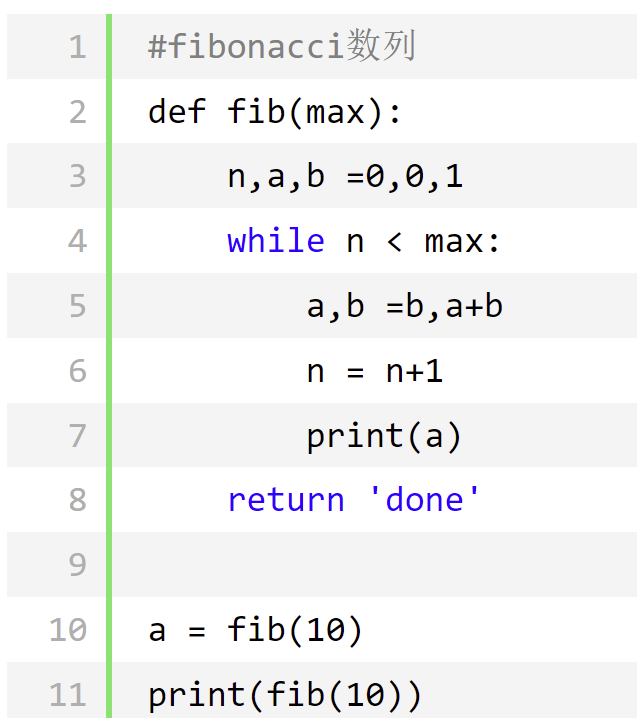 1 #fibonacci数列
2 def fib(max):
3     n,a,b =0,0,1
4     while n < max:
5         a,b =b,a+b
6         n = n+1
7         print(a)
8     return 'done'
9
10 a = fib(10)
11 print(fib(10))